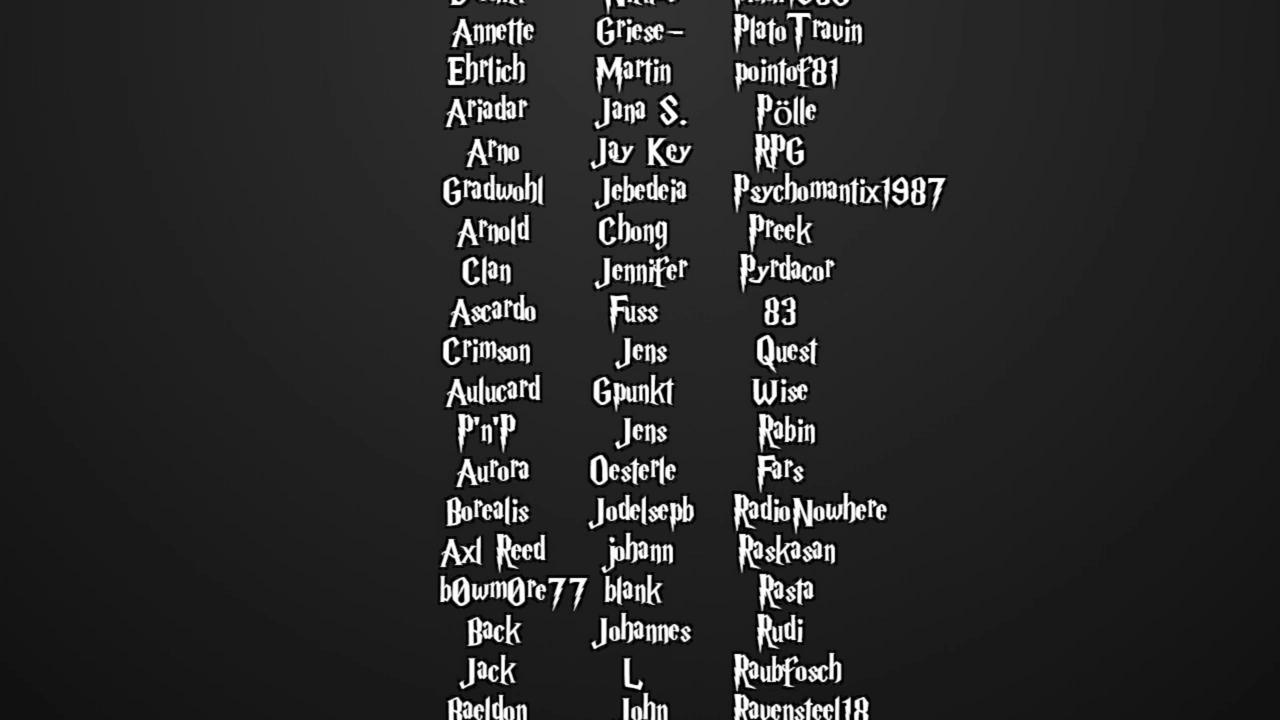 Annette Griese- PlatoTravin
Ehrlich Martin pointof81
Ariadar Jana S. Pölle
Arno Jay Key RPG
Gradwohl Jebedeja Psychomantix1987
Arnold Chong Preek
Clan Jennifer Pyrdacor
Ascardo Fuss 83
Crimson Jens Quest
Aulucard Gpunkt Wise
P'n'P Jens Rabin
Aurora Oesterle Fars
Borealis Jodelsepb RadioNowhere
Axl Reed johann Raskasan
b0wm0re77 blank Rasta
Back Johannes Rudi
Jack L Raubfosch
Baeldon John Ravensteel18